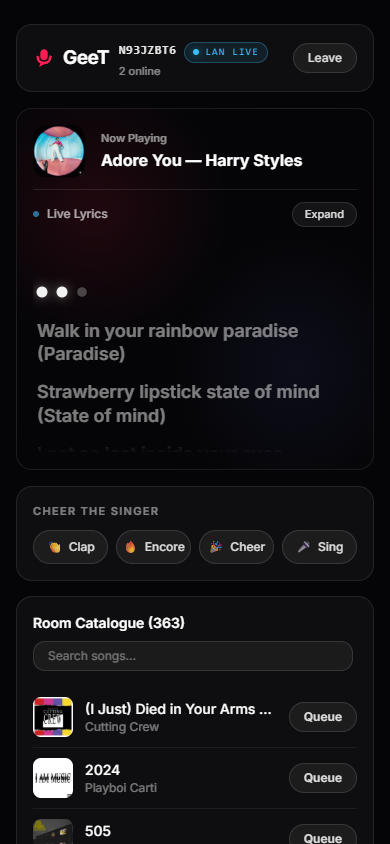 GeeT
N93JZBT6
LAN LIVE
2 online
Leave
Now Playing
Adore You — Harry Styles
Live Lyrics
Expand
Walk in your rainbow paradise
(Paradise)
Strawberry lipstick state of mind
(State of mind)
CHEER THE SINGER
Clap
Encore
Cheer
Sing
Room Catalogue (363)
Search songs...
(I Just) Died in Your Arms ...
Cutting Crew
Queue
I AM MUSIC
2024
Playboi Carti
Queue
505
Queue